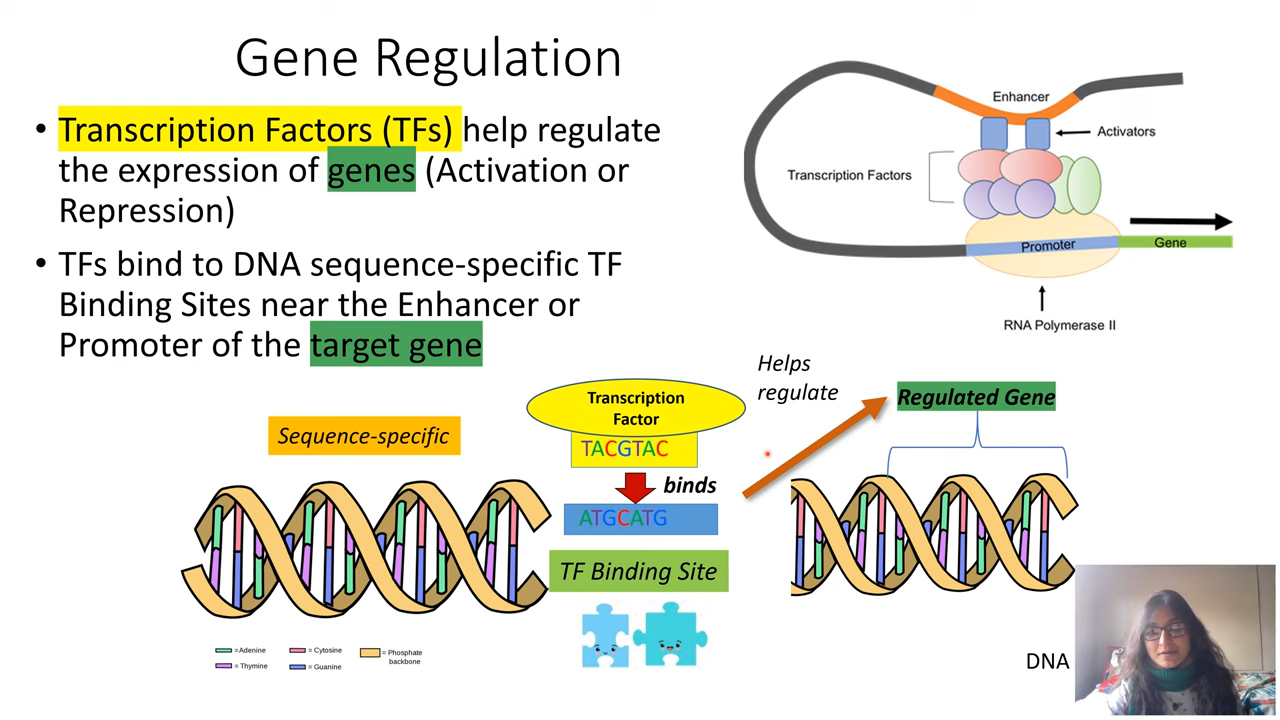 Gene Regulation
• Transcription Factors (TFs) help regulate
the expression of genes (Activation or
Repression)
• TFs bind to DNA sequence-specific TF
Binding Sites near the Enhancer or
Promoter of the target gene
Enhancer
Activators
Transcription Factors
Promoter
Gene
RNA Polymerase II
Helps
regulate
Regulated Gene
Transcription
Factor
Sequence-specific
TACGTAC
binds
ATGCATG
TF Binding Site
= Adenine
= Cytosine
= Phosphate
backbone
= Thymine
= Guanine
DNA